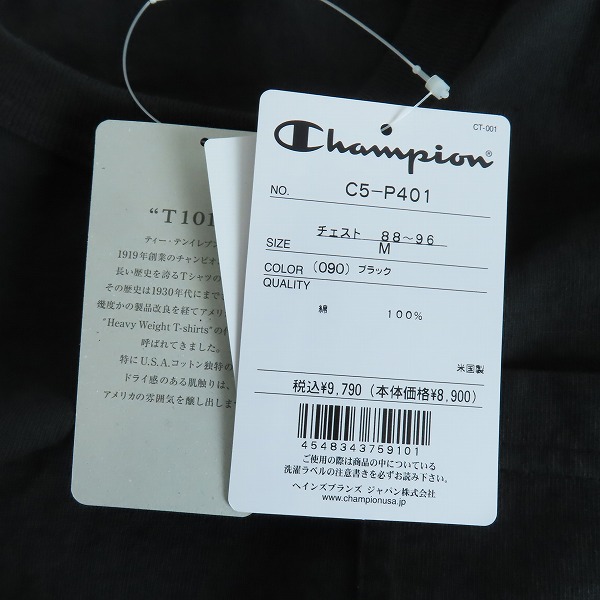 “T101
ティー・テンイレブン
1919年創業のチャンピオ
長い歴史を誇るTシャツの
その歴史は1930年代にまで
幾度かの製品改良を経てアメリ
"Heavy Weight T-shirts"の代
呼ばれてきました。
特にU.S.A.コットン独特の
ドライ感のある肌触りは、
アメリカの雰囲気を醸し出しま
CT-001
Champion®
NO. C5-P401
SIZE チェスト 88〜96
M
COLOR (090) ブラック
QUALITY
綿 100%
米国製
税込¥9,790 (本体価格¥8,900)
4548343759101
ご使用の際は商品の中についている
洗濯ラベルの注意書きを必ずお読み下さい。
ヘインズブランズ ジャパン株式会社
www.championusa.jp